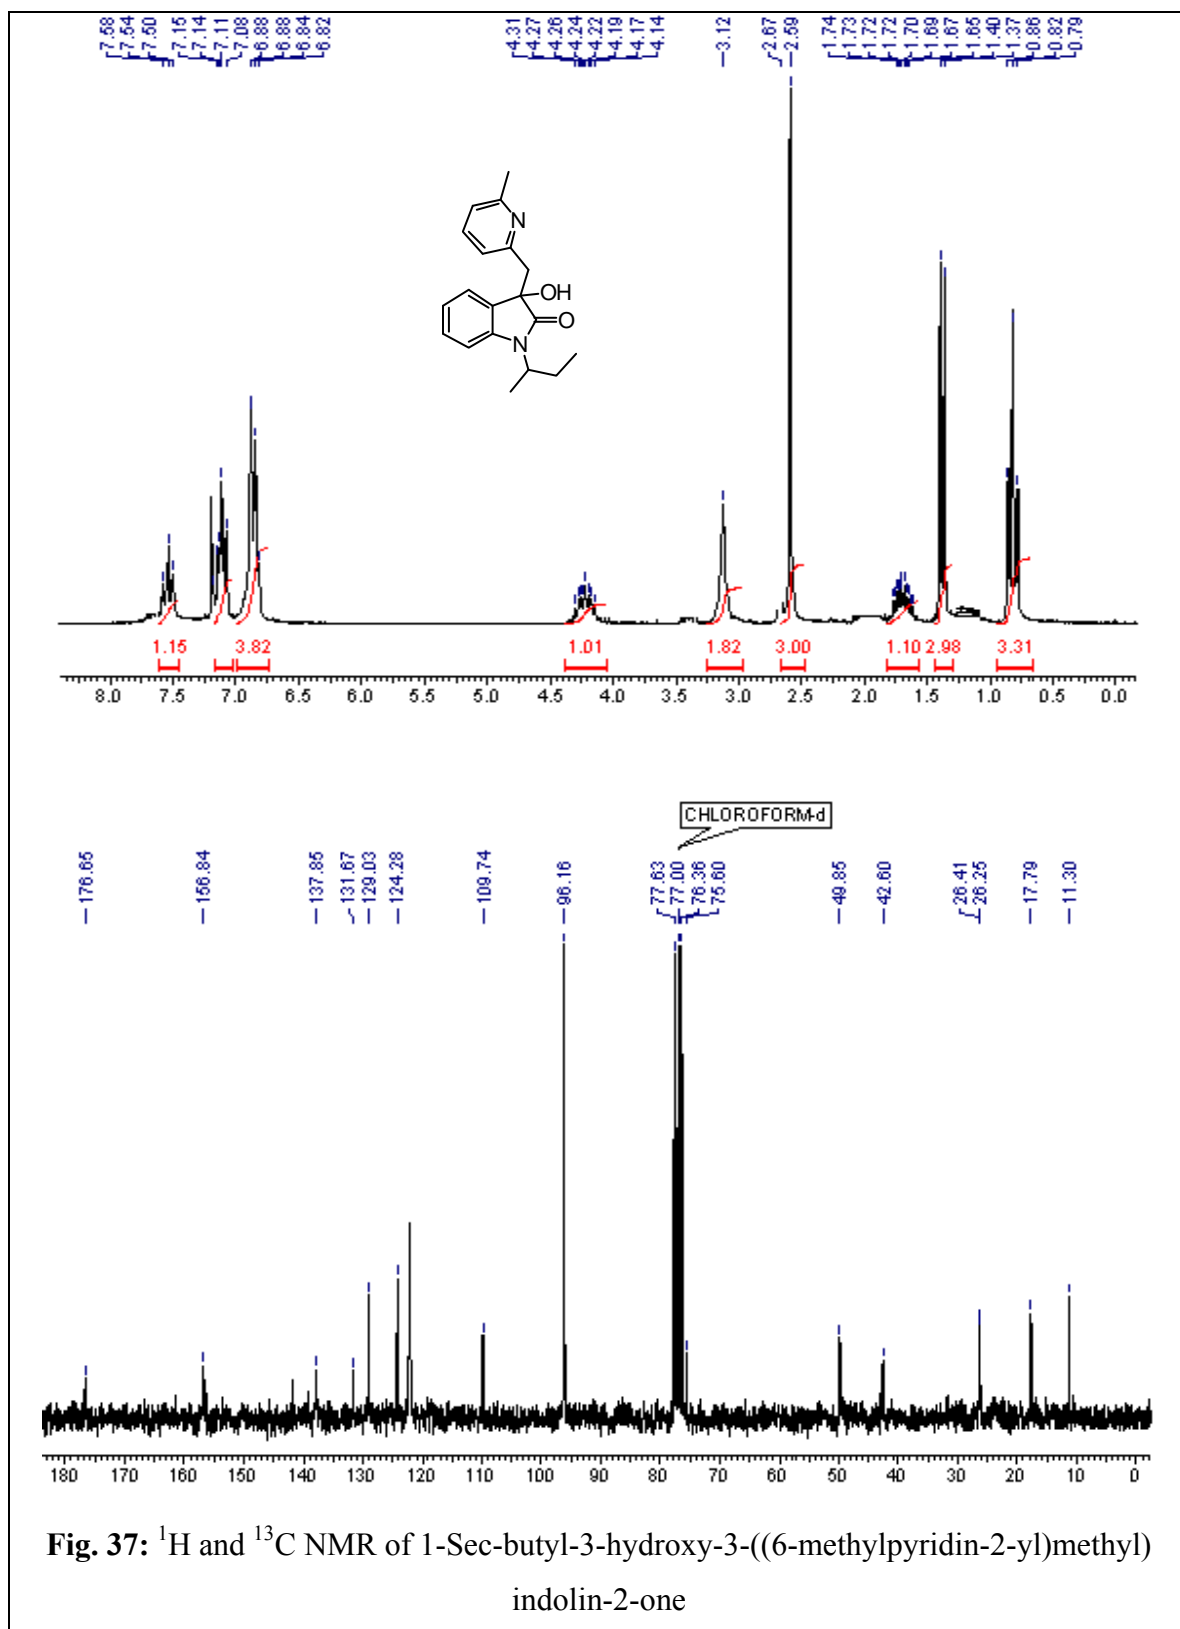 7.58 7.54 7.50 7.15 7.14 7.11 7.08 6.88 6.88 6.84 6.82 4.31 4.27 4.26 4.24 4.22 4.19 4.17 4.14 3.12 2.67 2.59 1.74 1.73 1.72 1.72 1.70 1.69 1.67 1.65 1.40 1.37 0.86 0.82 0.79
N
OH
O
N
1.15 3.82 1.01 1.82 3.00 1.10 2.98 3.31
8.0 7.5 7.0 6.5 6.0 5.5 5.0 4.5 4.0 3.5 3.0 2.5 2.0 1.5 1.0 0.5 0.0
CHLOROFORM-d
176.65 156.84 137.85 131.67 129.03 124.28 109.74 96.16 77.63 77.00 76.36 75.60 49.85 42.60 26.41 26.25 17.79 11.30
180 170 160 150 140 130 120 110 100 90 80 70 60 50 40 30 20 10 0
Fig. 37: 1H and 13C NMR of 1-Sec-butyl-3-hydroxy-3-((6-methylpyridin-2-yl)methyl)
indolin-2-one